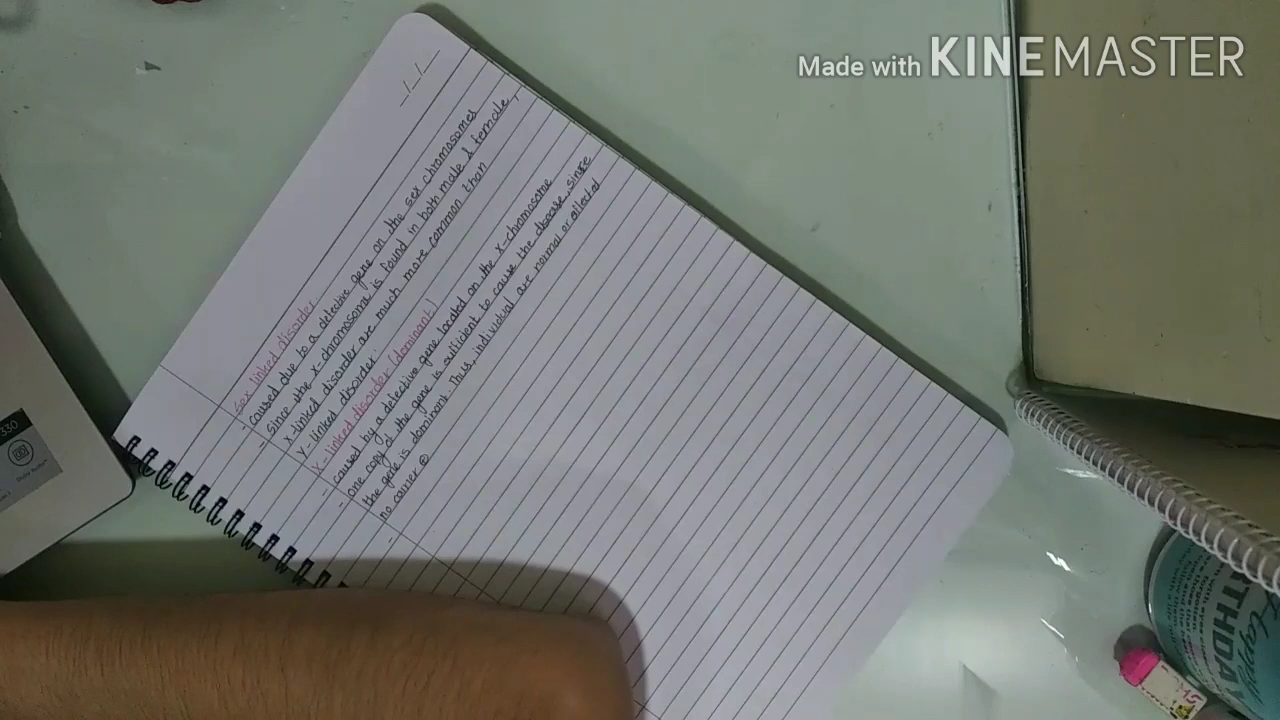 Made with KINEMASTER
Sex linked disorder
- caused due to a defective gene on the sex chromosomes
- Since the x-chromosome is found in both male & female,
x-linked disorder are much more common than
Y linked disorder.
X-linked disorder (dominant)
- caused by a defective gene located on the x-chromosome
- one copy of the gene is sufficient to cause the disease, since
the gene is dominant. Thus, individual are normal or affected
no carrier
330
Happy